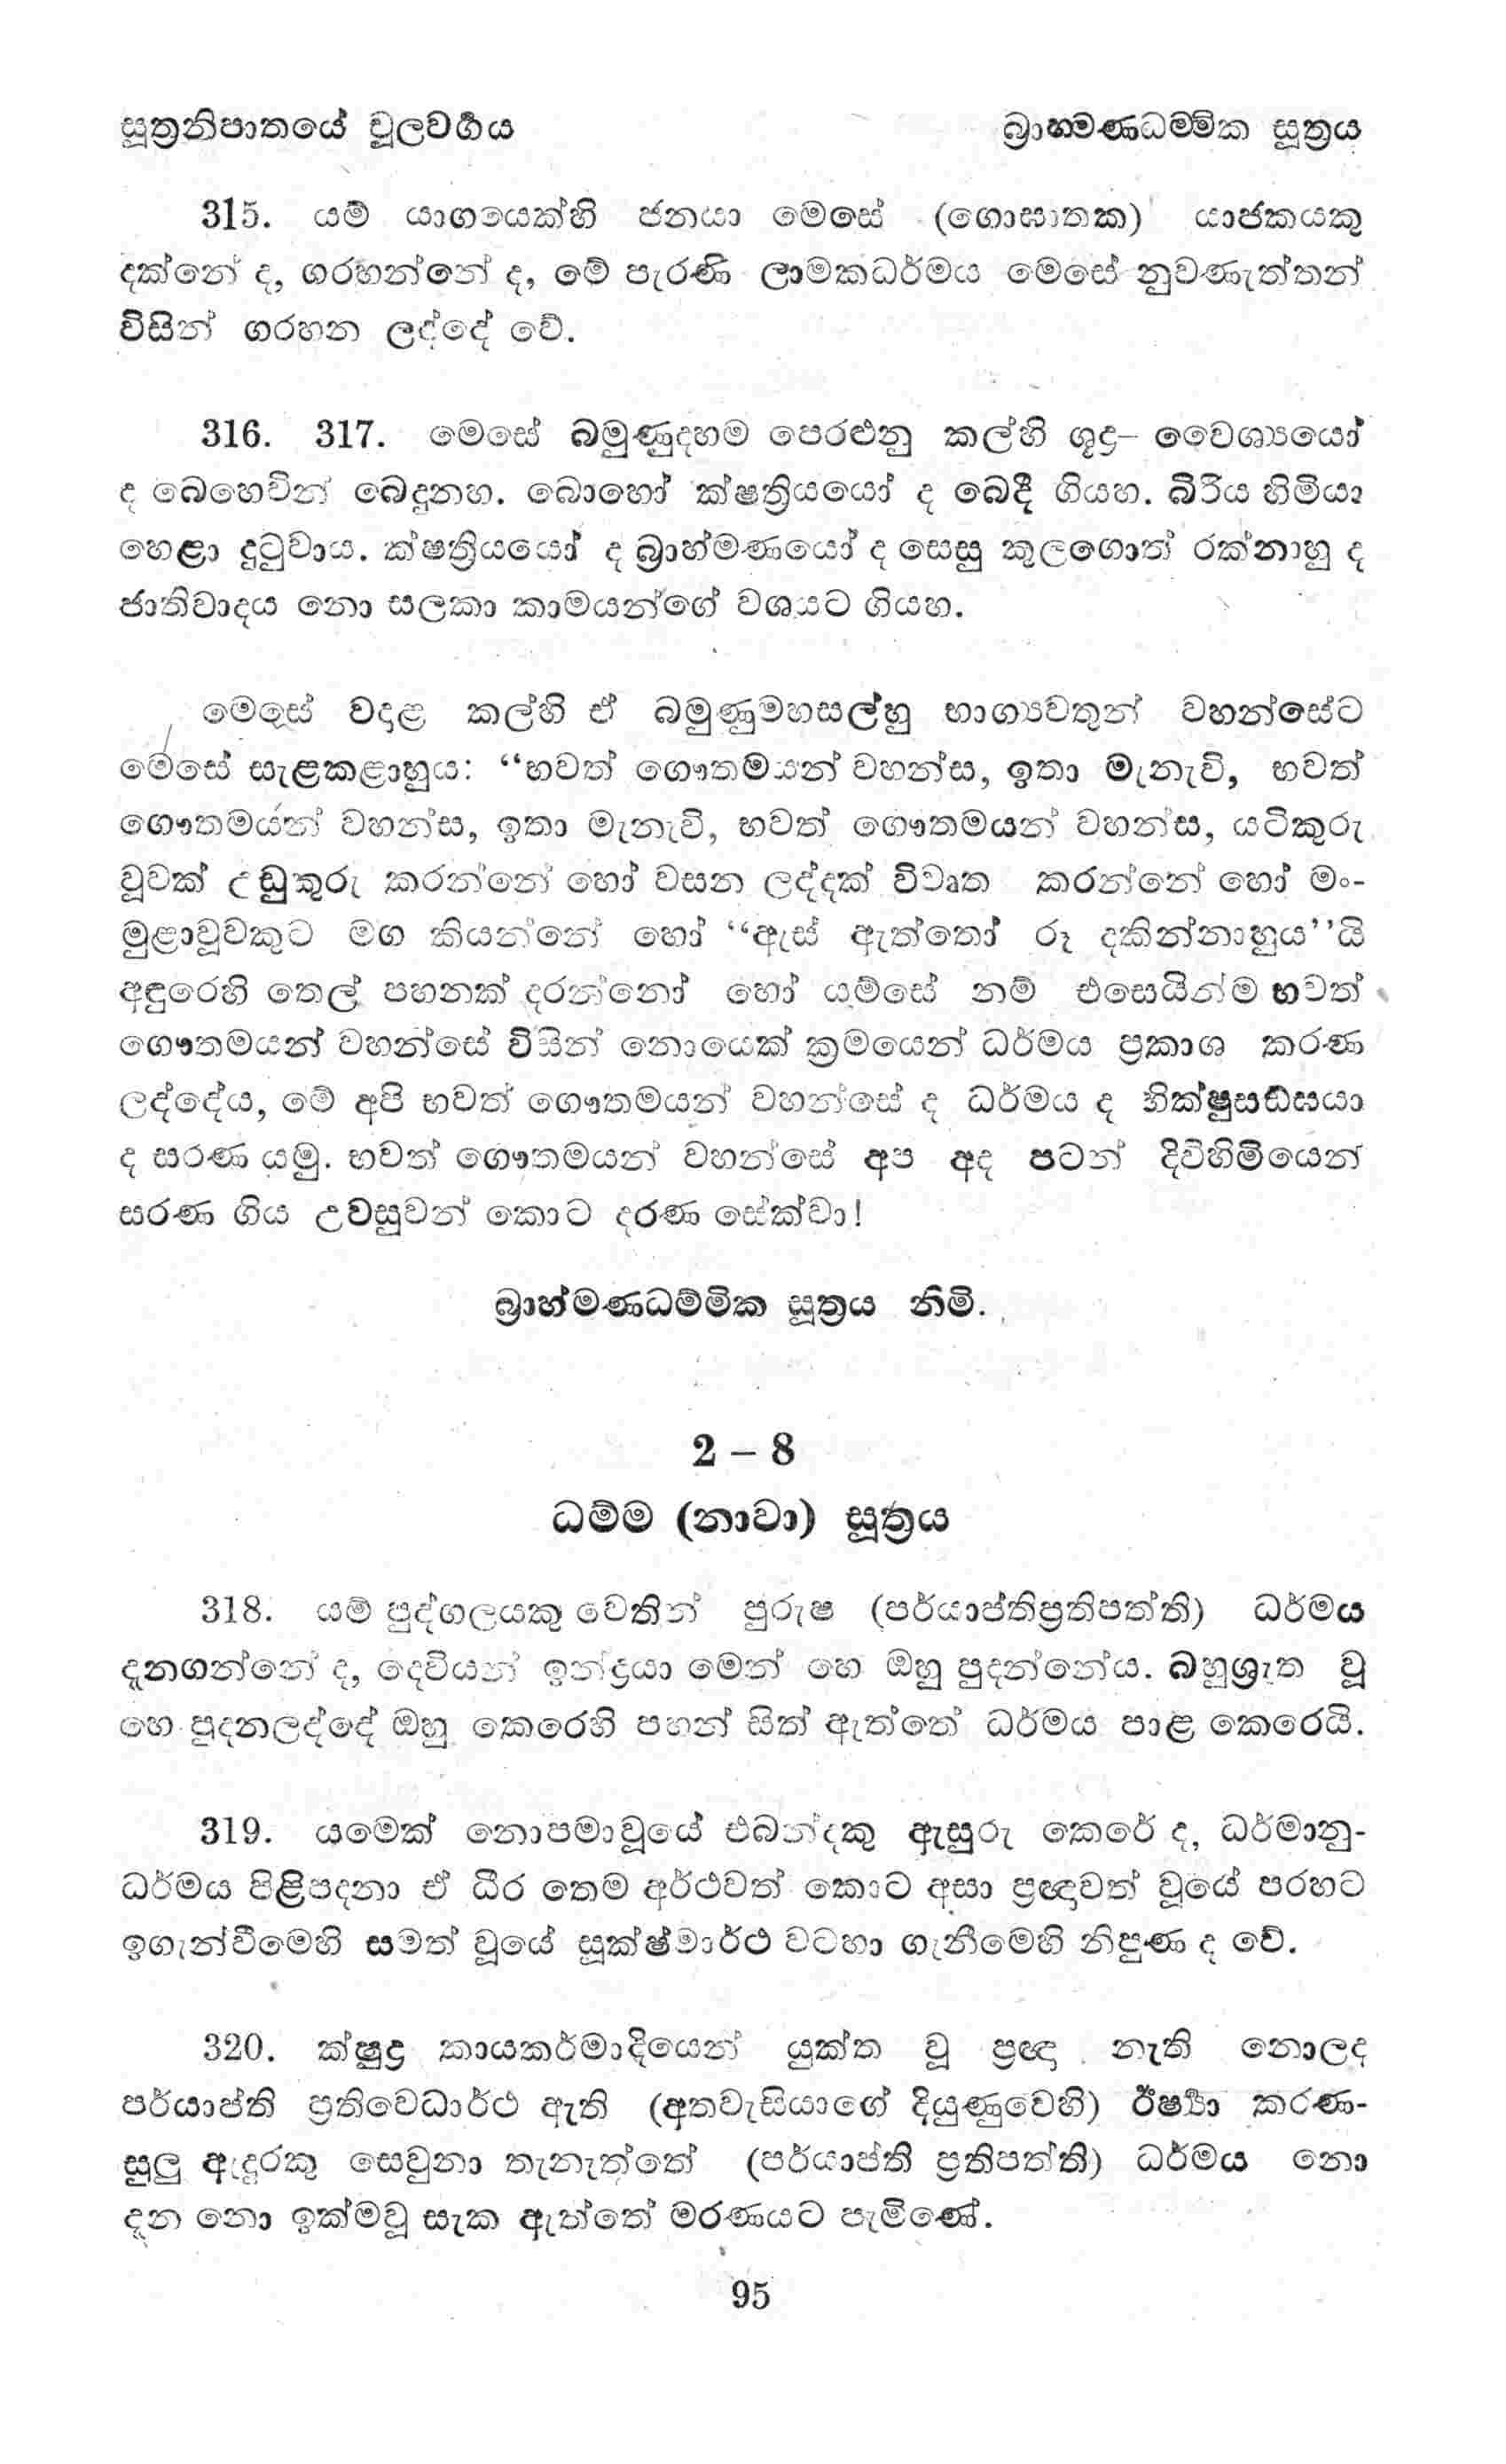 සූත්‍රනිපාතයේ චූලවර්‍ගය
බ්‍රාහ්මණධම්මික සූත්‍රය
315. යම් යාගයෙක්හි ජනයා මෙසේ (ගොඝාතක) යාජකයකු
දක්නේ ද, ගරහන්නේ ද, මේ පැරණි ලාමකධර්මය මෙසේ නුවණැත්තන්
විසින් ගරහන ලද්දේ වේ.
316. 317. මෙසේ බමුණුදහම පෙරළුනු කල්හි ශූද්‍ර– වෛශ්‍යයෝ
ද බෙහෙවින් බෙදුනහ. බොහෝ ක්ෂත්‍රියයෝ ද බෙදී ගියහ. බිරිය හිමියා
හෙළා දුටුවාය. ක්ෂත්‍රියයෝ ද බ්‍රාහ්මණයෝ ද සෙසු කුලගොත් රක්නාහු ද
ජාතිවාදය නො සලකා කාමයන්ගේ වශයට ගියහ.
මෙසේ වදාළ කල්හි ඒ බමුණුමහසල්හු භාග්‍යවතුන් වහන්සේට
මෙසේ සැළකළාහුය: “භවත් ගෞතමයන් වහන්ස, ඉතා මැනැවි, භවත්
ගෞතමයන් වහන්ස, ඉතා මැනැවි, භවත් ගෞතමයන් වහන්ස, යටිකුරු
වූවක් උඩුකුරු කරන්නේ හෝ වසන ලද්දක් විවෘත කරන්නේ හෝ මං-
මුළාවූවකුට මග කියන්නේ හෝ “ඇස් ඇත්තෝ රූ දකින්නාහුය”යි
අඳුරෙහි තෙල් පහනක් දරන්නෝ හෝ යම්සේ නම් එසෙයින්ම භවත්
ගෞතමයන් වහන්සේ විසින් නොයෙක් ක්‍රමයෙන් ධර්මය ප්‍රකාශ කරණ
ලද්දේය, මේ අපි භවත් ගෞතමයන් වහන්සේ ද ධර්මය ද භික්ෂුසඞ්ඝයා
ද සරණ යමු. භවත් ගෞතමයන් වහන්සේ අප අද පටන් දිවිහිමියෙන්
සරණ ගිය උවසුවන් කොට දරණ සේක්වා!
බ්‍රාහ්මණධම්මික සූත්‍රය නිමි.
2 – 8
ධම්ම (නාවා) සූත්‍රය
318. යම් පුද්ගලයකු වෙතින් පුරුෂ (පර්යාප්තිප්‍රතිපත්ති) ධර්මය
දැනගන්නේ ද, දෙවියන් ඉන්ද්‍රයා මෙන් හෙ ඔහු පුදන්නේය. බහුශ්‍රැත වූ
හෙ පුදනලද්දේ ඔහු කෙරෙහි පහන් සිත් ඇත්තේ ධර්මය පාළ කෙරෙයි.
319. යමෙක් නොපමාවූයේ එබන්දකු ඇසුරු කෙරේ ද, ධර්මානු-
ධර්මය පිළිපදනා ඒ ධීර තෙම අර්ථවත් කොට අසා ප්‍රඥාවත් වූයේ පරහට
ඉගැන්වීමෙහි සමත් වූයේ සූක්ෂ්මාර්ථ වටහා ගැනීමෙහි නිපුණ ද වේ.
320. ක්ෂුද්‍ර කායකර්මාදියෙන් යුක්ත වූ ප්‍රඥා නැති නොලද
පර්යාප්ති ප්‍රතිවෙධාර්ථ ඇති (අතවැසියාගේ දියුණුවෙහි) ඊර්ෂ්‍යා කරණ-
සුලු ඇදුරකු සෙවුනා තැනැත්තේ (පර්යාප්ති ප්‍රතිපත්ති) ධර්මය නො
දැන නො ඉක්මවූ සැක ඇත්තේ මරණයට පැමිණේ.
95